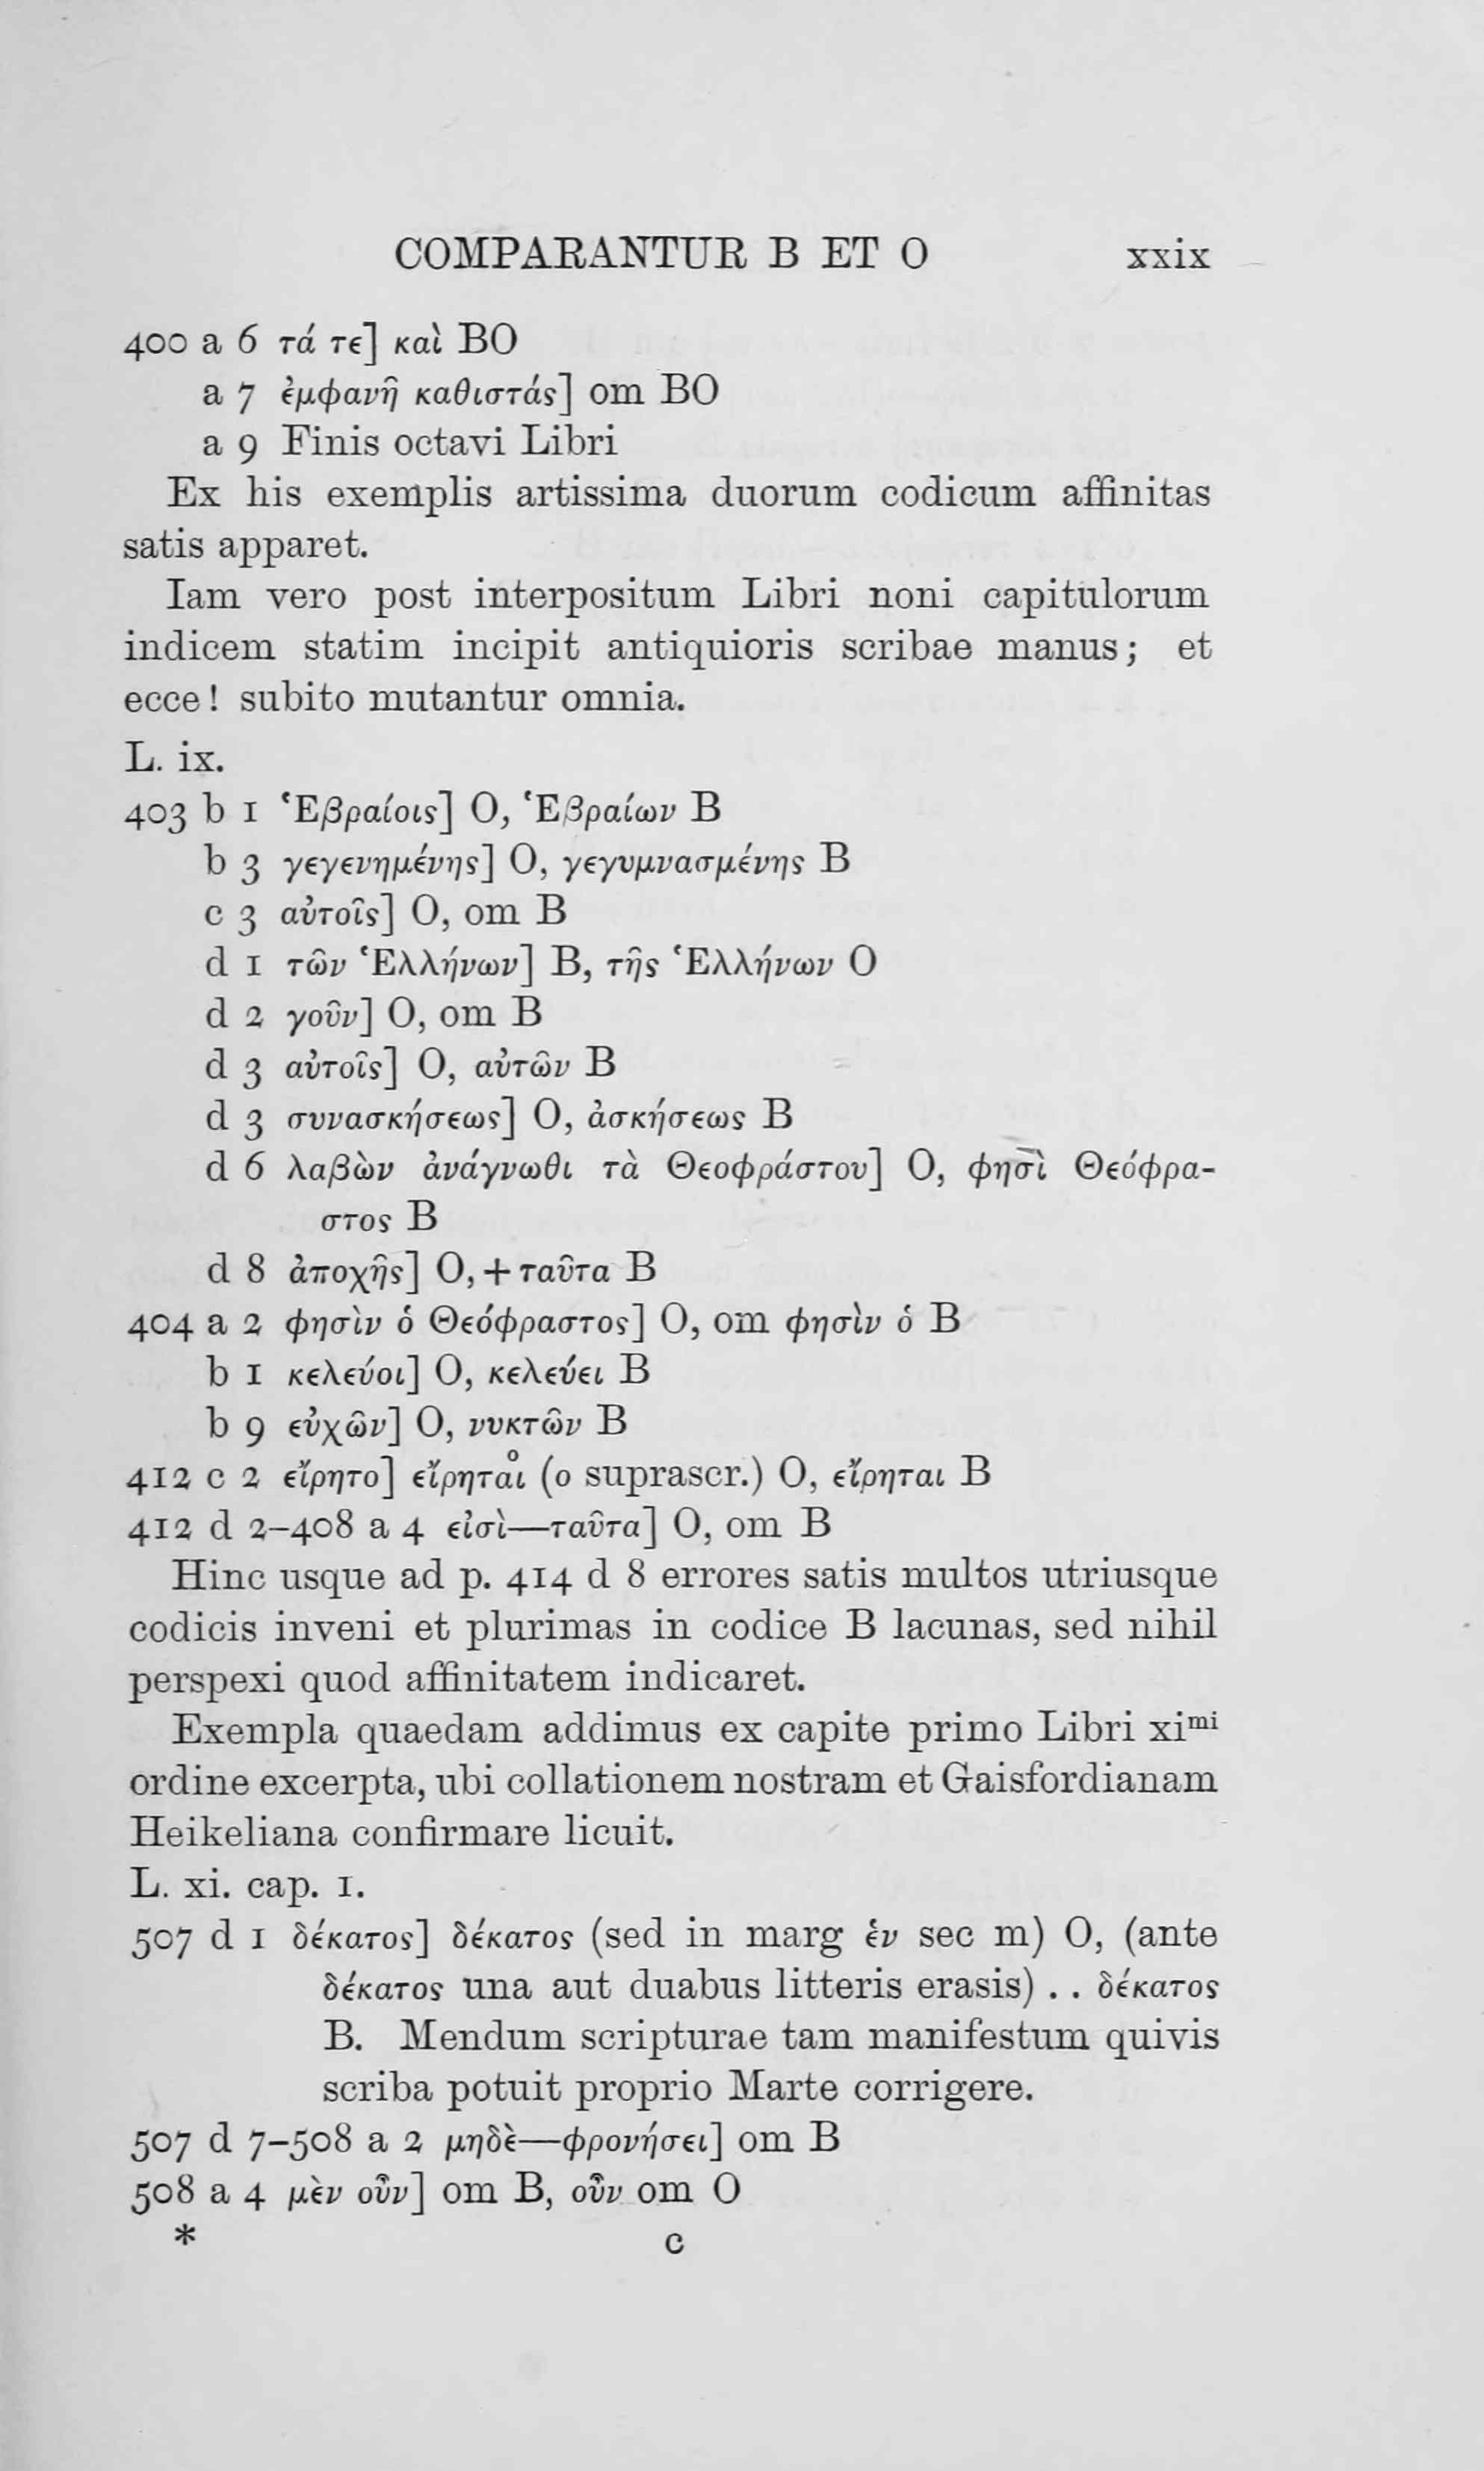 COMPARANTUR B ET O xxix
400 a 6 τά τε] καὶ BO
a 7 ἐμφανῆ καθιστάς] om BO
a 9 Finis octavi Libri
Ex his exemplis artissima duorum codicum affinitas
satis apparet.
Iam vero post interpositum Libri noni capitulorum
indicem statim incipit antiquioris scribae manus; et
ecce! subito mutantur omnia.
L. ix.
403 b 1 Ἑβραίοις] O, Ἑβραίων B
b 3 γεγενημένης] O, γεγυμνασμένης B
c 3 αὐτοῖς] O, om B
d 1 τῶν Ἑλλήνων] B, τῆς Ἑλλήνων O
d 2 γοῦν] O, om B
d 3 αὐτοῖς] O, αὐτῶν B
d 3 συνασκήσεως] O, ἀσκήσεως B
d 6 λαβὼν ἀνάγνωθι τὰ Θεοφράστου] O, φησὶ Θεόφρα-
στος B
d 8 ἀποχῆς] O, + ταῦτα B
404 a 2 φησὶν ὁ Θεόφραστος] O, om φησὶν ὁ B
b 1 κελεύοι] O, κελεύει B
b 9 εὐχῶν] O, νυκτῶν B
412 c 2 εἴρητο] εἴρηταιͦ (o suprascr.) O, εἴρηται B
412 d 2–408 a 4 εἰσὶ—ταῦτα] O, om B
Hinc usque ad p. 414 d 8 errores satis multos utriusque
codicis inveni et plurimas in codice B lacunas, sed nihil
perspexi quod affinitatem indicaret.
Exempla quaedam addimus ex capite primo Libri xiᵐⁱ
ordine excerpta, ubi collationem nostram et Gaisfordianam
Heikeliana confirmare licuit.
L. xi. cap. 1.
507 d 1 δέκατος] δέκατος (sed in marg ἑν sec m) O, (ante
δέκατος una aut duabus litteris erasis) . . δέκατος
B. Mendum scripturae tam manifestum quivis
scriba potuit proprio Marte corrigere.
507 d 7–508 a 2 μηδὲ—φρονήσει] om B
508 a 4 μὲν οὖν] om B, οὖν om O
* c